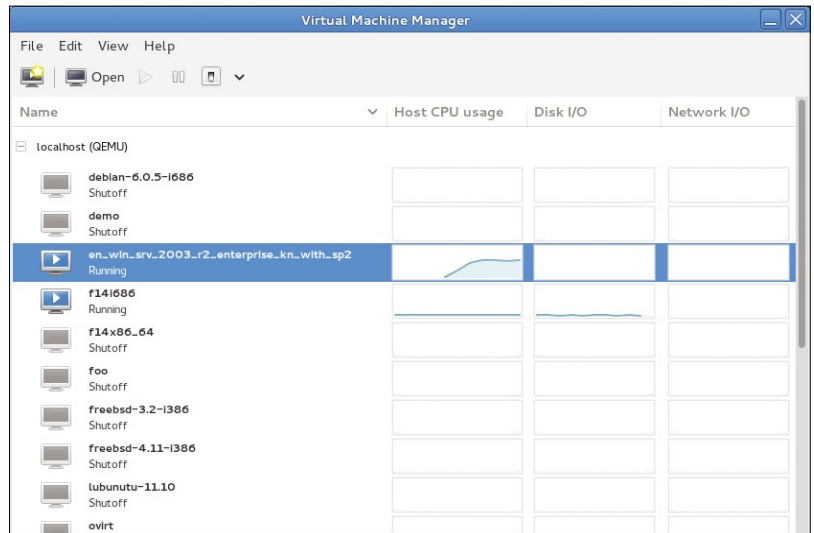 Virtual Machine Manager
File Edit View Help
Open
Name Host CPU usage Disk I/O Network I/O
localhost (QEMU)
debian-6.0.5-i686
Shutoff
demo
Shutoff
en_win_srv_2003_r2_enterprise_kn_with_sp2
Running
f14i686
Running
f14x86_64
Shutoff
foo
Shutoff
freebsd-3.2-i386
Shutoff
freebsd-4.11-i386
Shutoff
lubunutu-11.10
Shutoff
ovirt